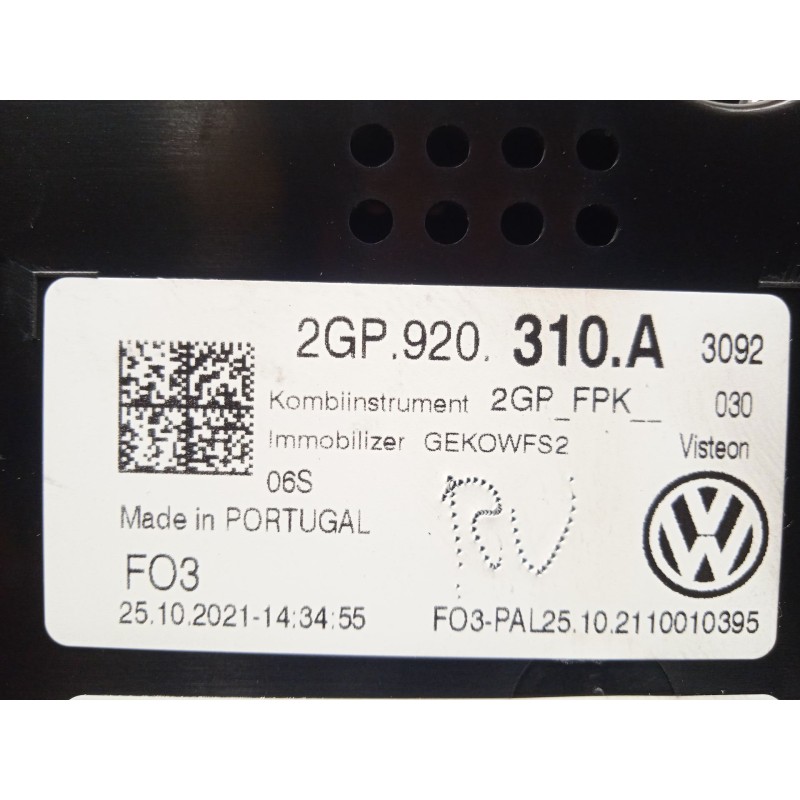 2GP.920. 310.A 3092
Kombiinstrument 2GP_FPK__ 030
Immobilizer GEKOWFS2 Visteon
06S
Made in PORTUGAL
RV
FO3
25.10.2021-14:34:55 FO3-PAL25.10.2110010395